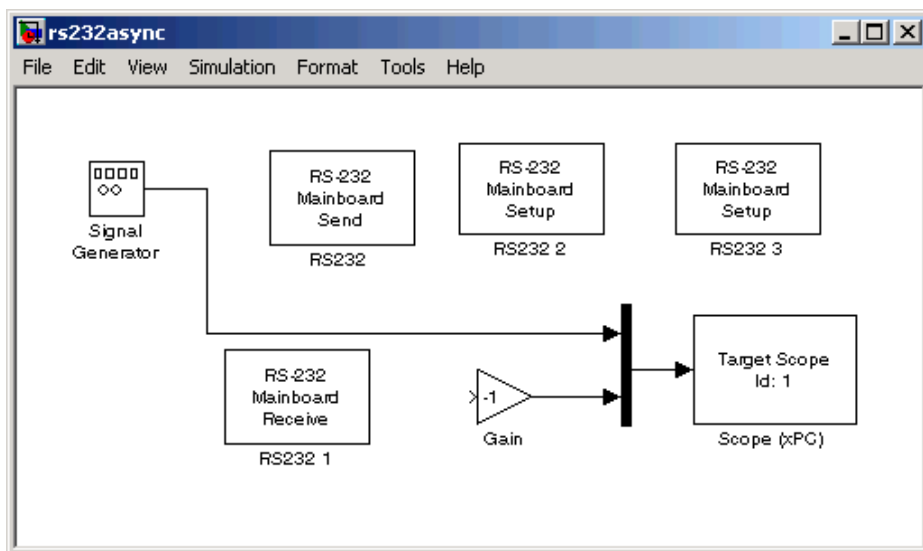 rs232async
File Edit View Simulation Format Tools Help
Signal
Generator
RS-232
Mainboard
Send
RS232
RS-232
Mainboard
Setup
RS232 2
RS-232
Mainboard
Setup
RS232 3
RS-232
Mainboard
Receive
RS232 1
-1
Gain
Target Scope
Id: 1
Scope (xPC)